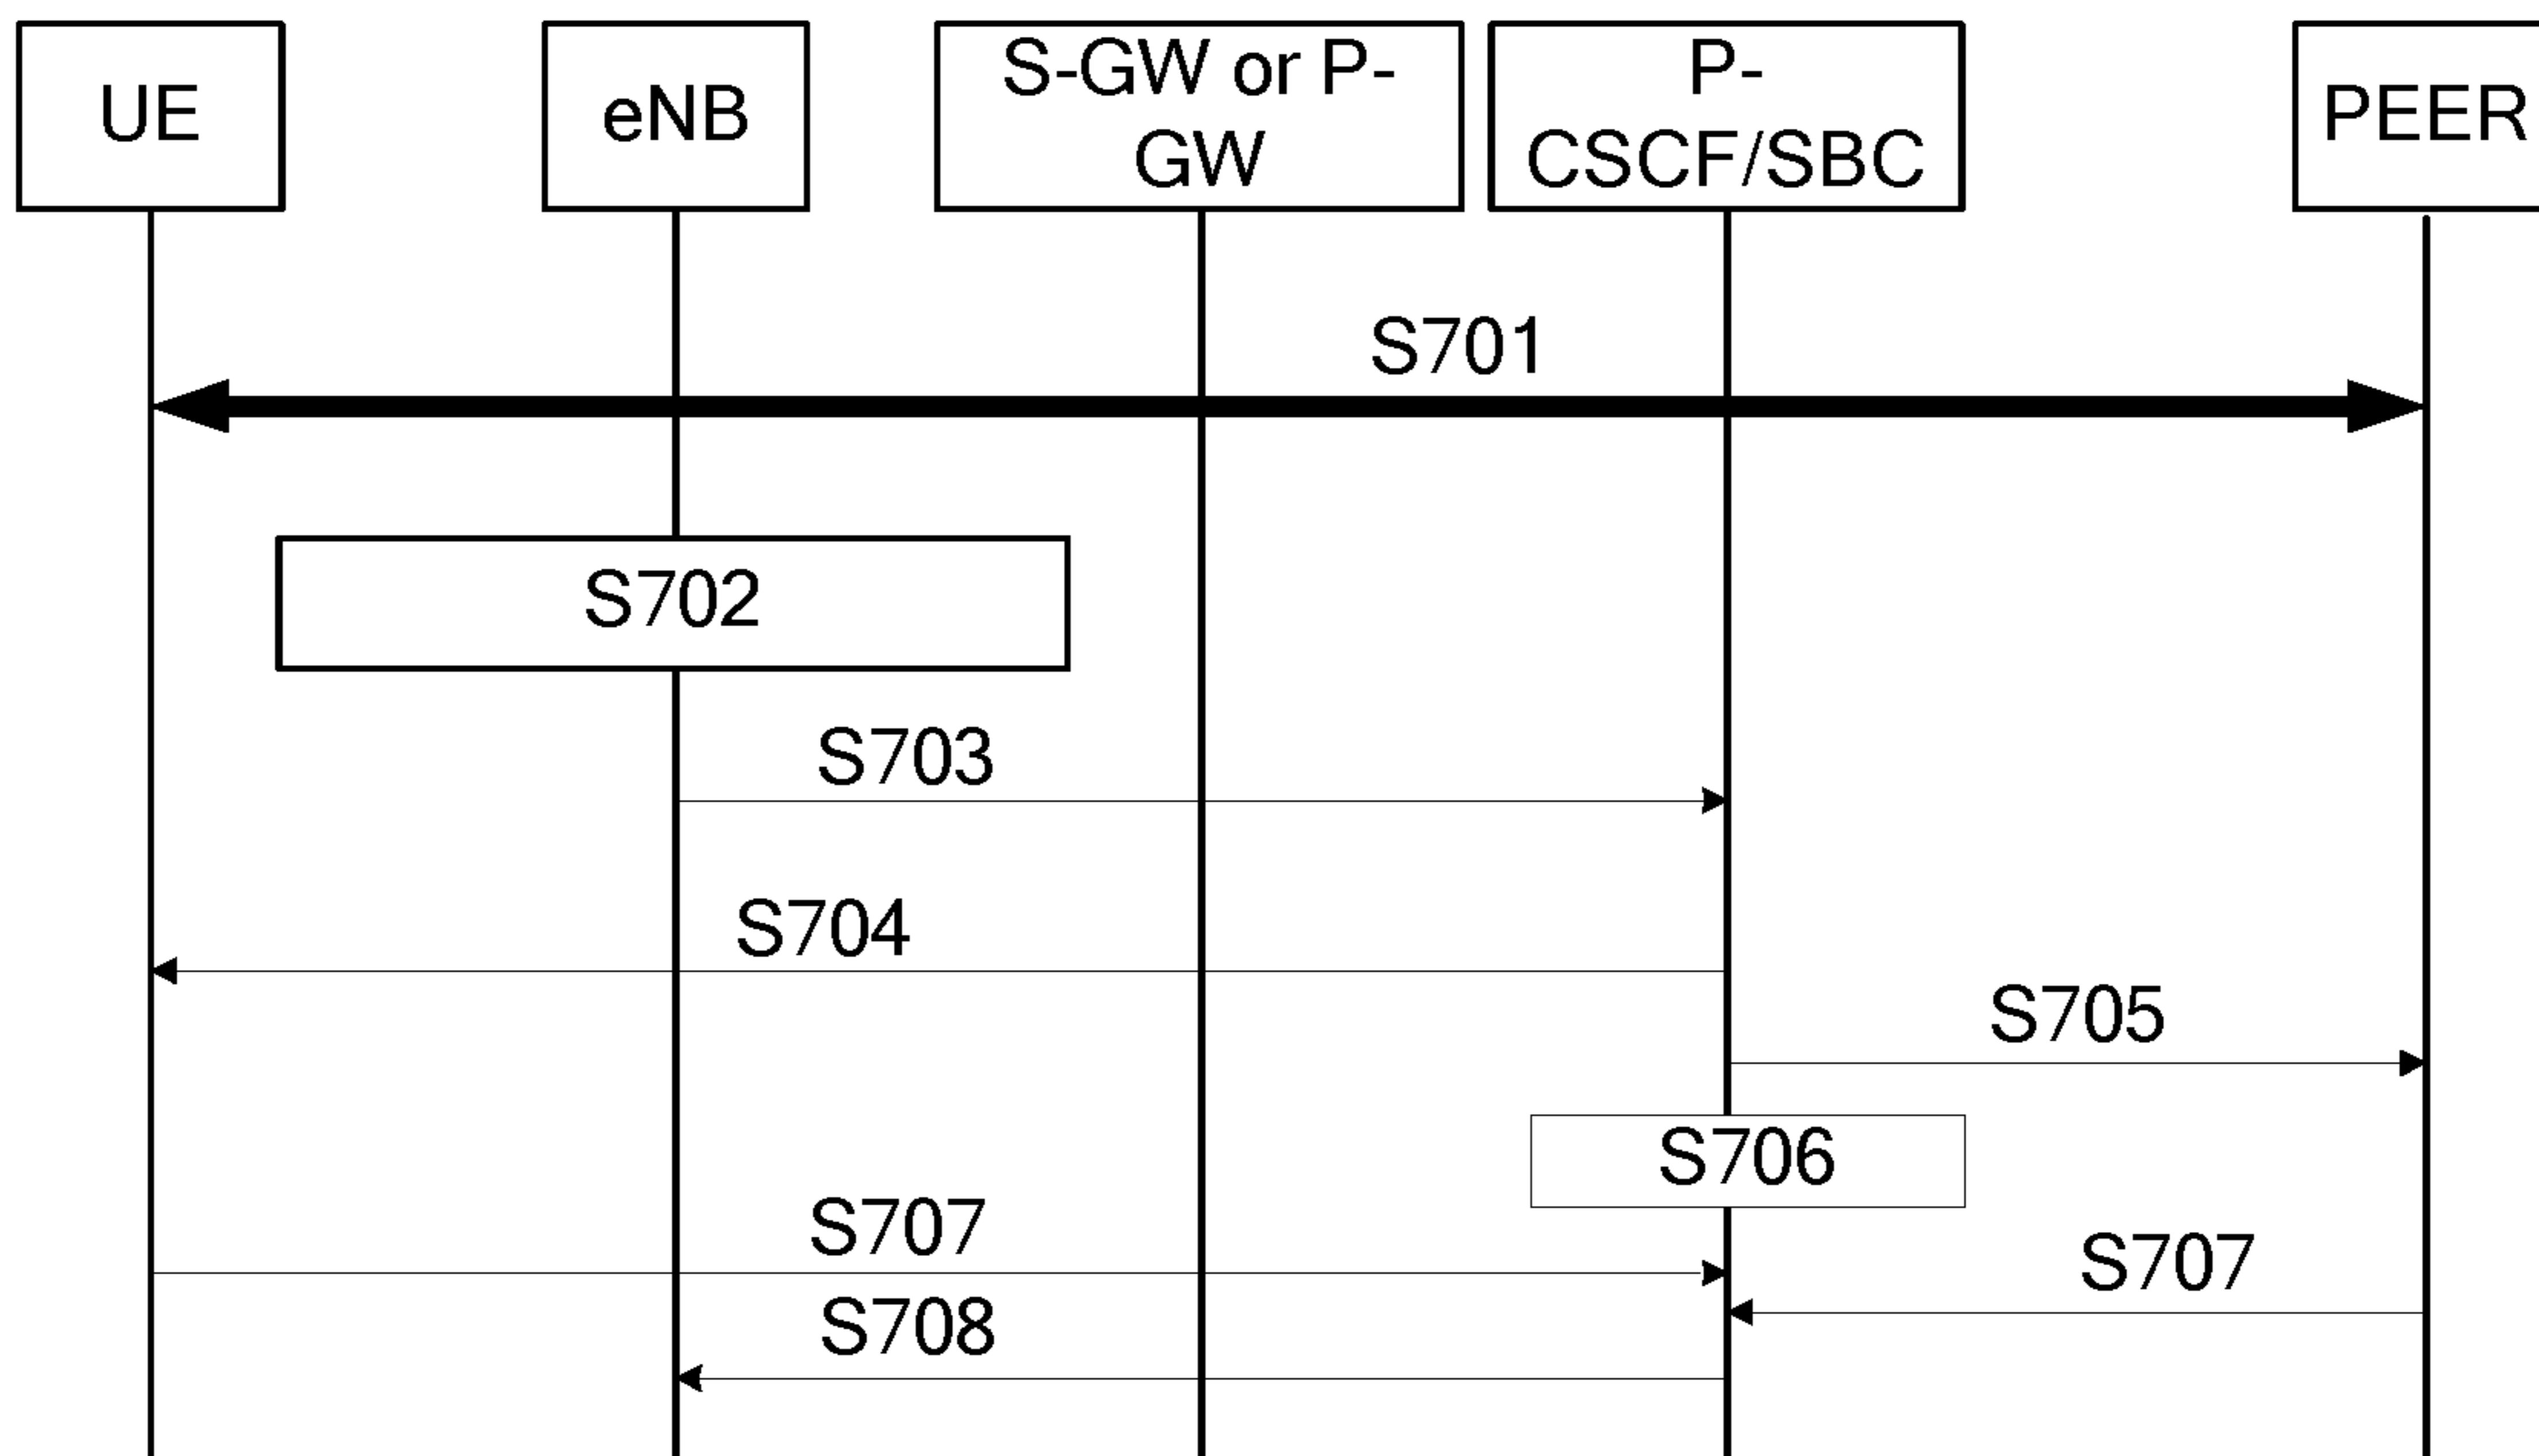 UE
eNB
S-GW or P-
GW
P-
CSCF/SBC
PEER
S701
S702
S703
S704
S705
S706
S707
S707
S708